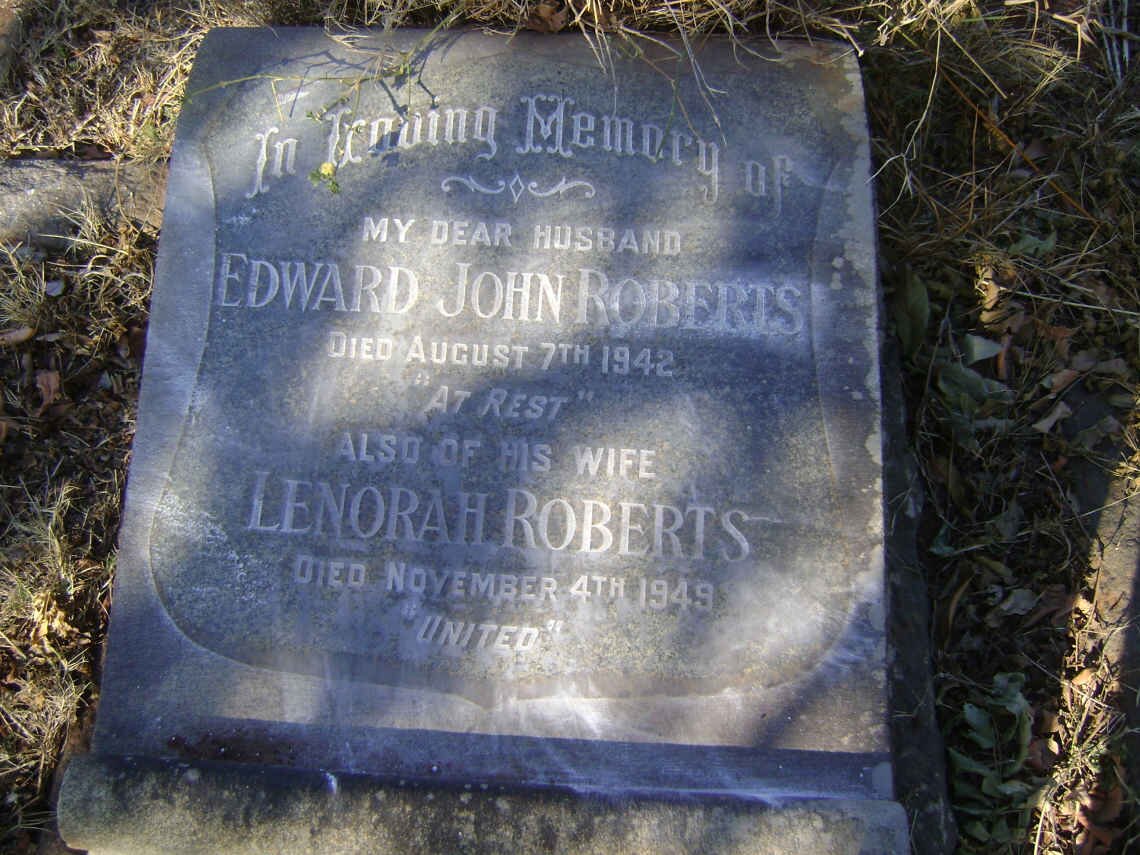 In Loving Memory of
MY DEAR HUSBAND
EDWARD JOHN ROBERTS
DIED AUGUST 7TH 1942
"AT REST"
ALSO OF HIS WIFE
LENORAH ROBERTS
DIED NOVEMBER 4TH 1949
"UNITED"